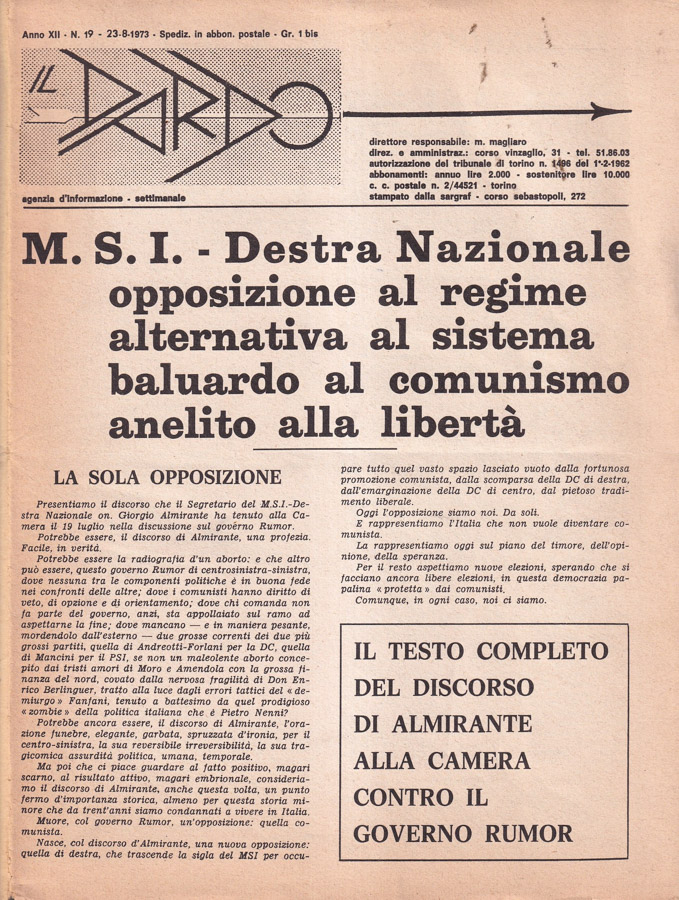 Anno XII - N. 19 - 23-8-1973 - Spediz. in abbon. postale - Gr. 1 bis
IL DARDO
direttore responsabile: m. magliaro
direz. e amministraz.: corso vinzaglio, 31 - tel. 51.86.03
autorizzazione del tribunale di torino n. 1496 del 1°-2-1962
abbonamenti: annuo lire 2.000 - sostenitore lire 10.000
c. c. postale n. 2/44521 - torino
stampato dalla sargraf - corso sebastopoli, 272
agenzia d'informazione - settimanale
M. S. I. - Destra Nazionale
opposizione al regime
alternativa al sistema
baluardo al comunismo
anelito alla libertà
LA SOLA OPPOSIZIONE
Presentiamo il discorso che il Segretario del M.S.I.-De-
stra Nazionale on. Giorgio Almirante ha tenuto alla Ca-
mera il 19 luglio nella discussione sul governo Rumor.
Potrebbe essere, il discorso di Almirante, una profezia.
Facile, in verità.
Potrebbe essere la radiografia d'un aborto: e che altro
può essere, questo governo Rumor di centrosinistra-sinistra,
dove nessuna tra le componenti politiche è in buona fede
nei confronti delle altre; dove i comunisti hanno diritto di
veto, di opzione e di orientamento; dove chi comanda non
fa parte del governo, anzi, sta appollaiato sul ramo ad
aspettarne la fine; dove mancano — e in maniera pesante,
mordendolo dall'esterno — due grosse correnti dei due più
grossi partiti, quella di Andreotti-Forlani per la DC, quella
di Mancini per il PSI, se non un maleolente aborto conce-
pito dai tristi amori di Moro e Amendola con la grossa fi-
nanza del nord, covato dalla nervosa fragilità di Don En-
rico Berlinguer, tratto alla luce dagli errori tattici del « de-
miurgo » Fanfani, tenuto a battesimo da quel prodigioso
« zombie » della politica italiana che è Pietro Nenni?
Potrebbe ancora essere, il discorso di Almirante, l'ora-
zione funebre, elegante, garbata, spruzzata d'ironia, per il
centro-sinistra, la sua reversibile irreversibilità, la sua tra-
gicomica assurdità politica, umana, temporale.
Ma poi che ci piace guardare al fatto positivo, magari
scarno, al risultato attivo, magari embrionale, consideria-
mo il discorso di Almirante, anche questa volta, un punto
fermo d'importanza storica, almeno per questa storia mi-
nore che da trent'anni siamo condannati a vivere in Italia.
Muore, col governo Rumor, un'opposizione: quella co-
munista.
Nasce, col discorso d'Almirante, una nuova opposizione:
quella di destra, che trascende la sigla del MSI per occu-
pare tutto quel vasto spazio lasciato vuoto dalla fortunosa
promozione comunista, dalla scomparsa della DC di destra,
dall'emarginazione della DC di centro, dal pietoso tradi-
mento liberale.
Oggi l'opposizione siamo noi. Da soli.
E rappresentiamo l'Italia che non vuole diventare co-
munista.
La rappresentiamo oggi sul piano del timore, dell'opi-
nione, della speranza.
Per il resto aspettiamo nuove elezioni, sperando che si
facciano ancora libere elezioni, in questa democrazia pa-
palina « protetta » dai comunisti,
Comunque, in ogni caso, noi ci siamo.
IL TESTO COMPLETO
DEL DISCORSO
DI ALMIRANTE
ALLA CAMERA
CONTRO IL
GOVERNO RUMOR